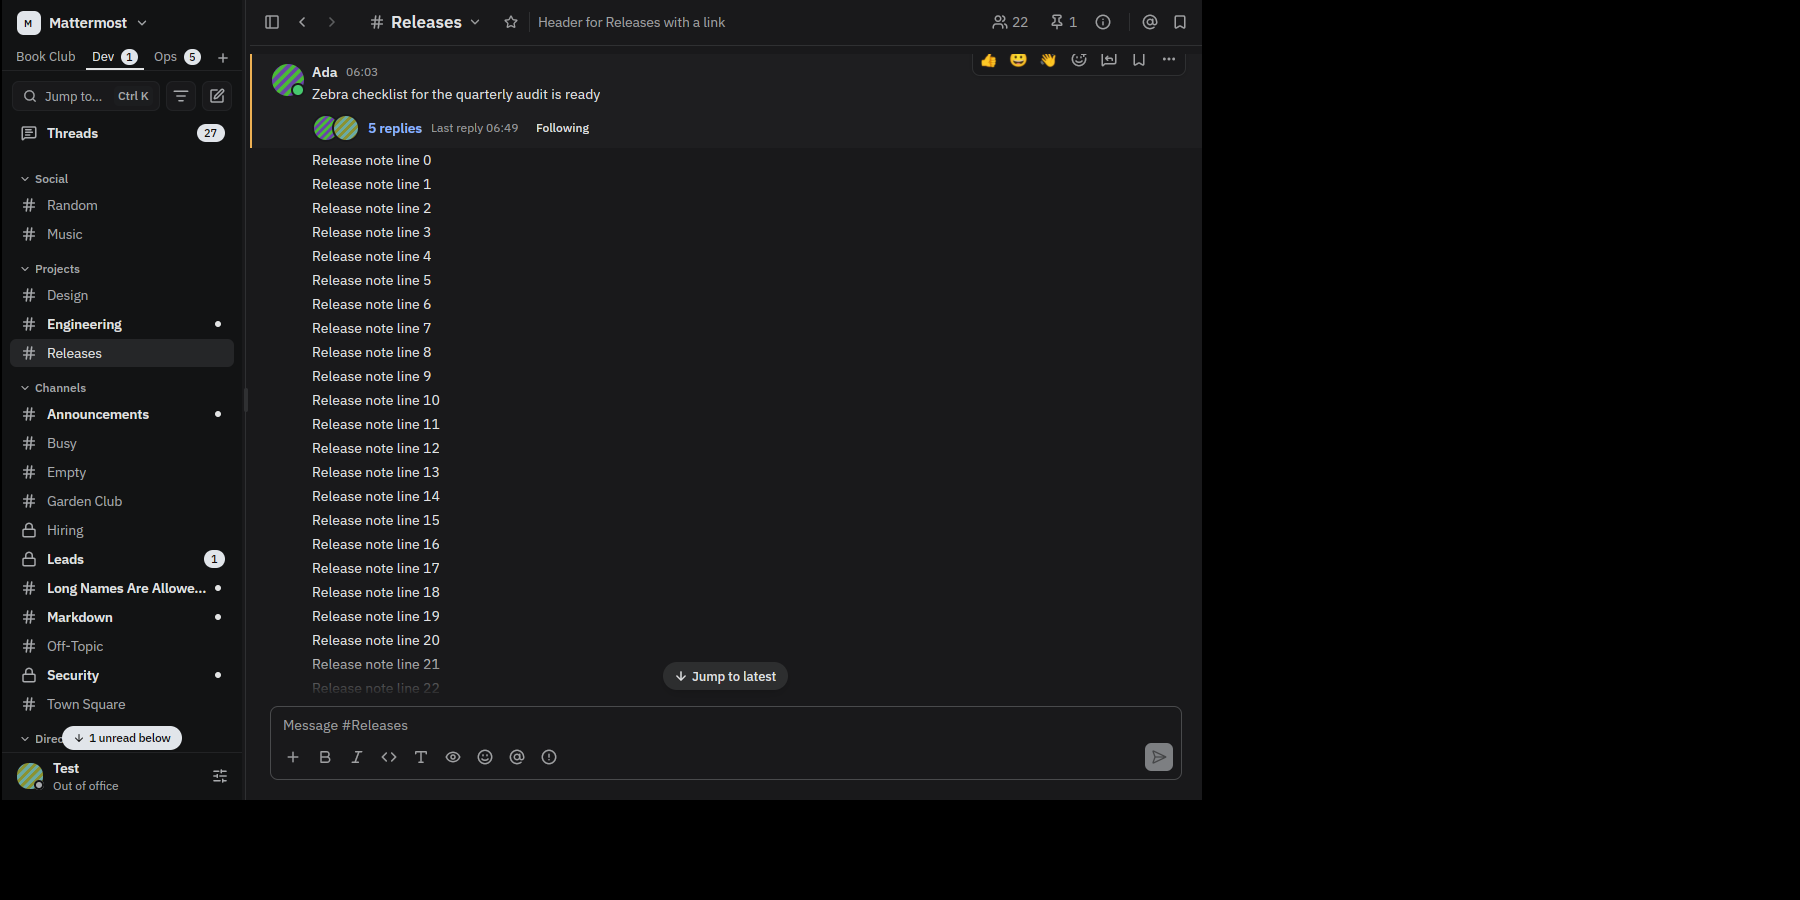 M Mattermost
Book Club Dev 1 Ops 5
Jump to... Ctrl K
Threads 27
Social
Random
Music
Projects
Design
Engineering
Releases
Channels
Announcements
Busy
Empty
Garden Club
Hiring
Leads 1
Long Names Are Allowe...
Markdown
Off-Topic
Security
Town Square
Direc
1 unread below
Test
Out of office
Releases Header for Releases with a link 22 1
Ada 06:03
Zebra checklist for the quarterly audit is ready
5 replies Last reply 06:49 Following
Release note line 0
Release note line 1
Release note line 2
Release note line 3
Release note line 4
Release note line 5
Release note line 6
Release note line 7
Release note line 8
Release note line 9
Release note line 10
Release note line 11
Release note line 12
Release note line 13
Release note line 14
Release note line 15
Release note line 16
Release note line 17
Release note line 18
Release note line 19
Release note line 20
Release note line 21
Release note line 22
Jump to latest
Message #Releases